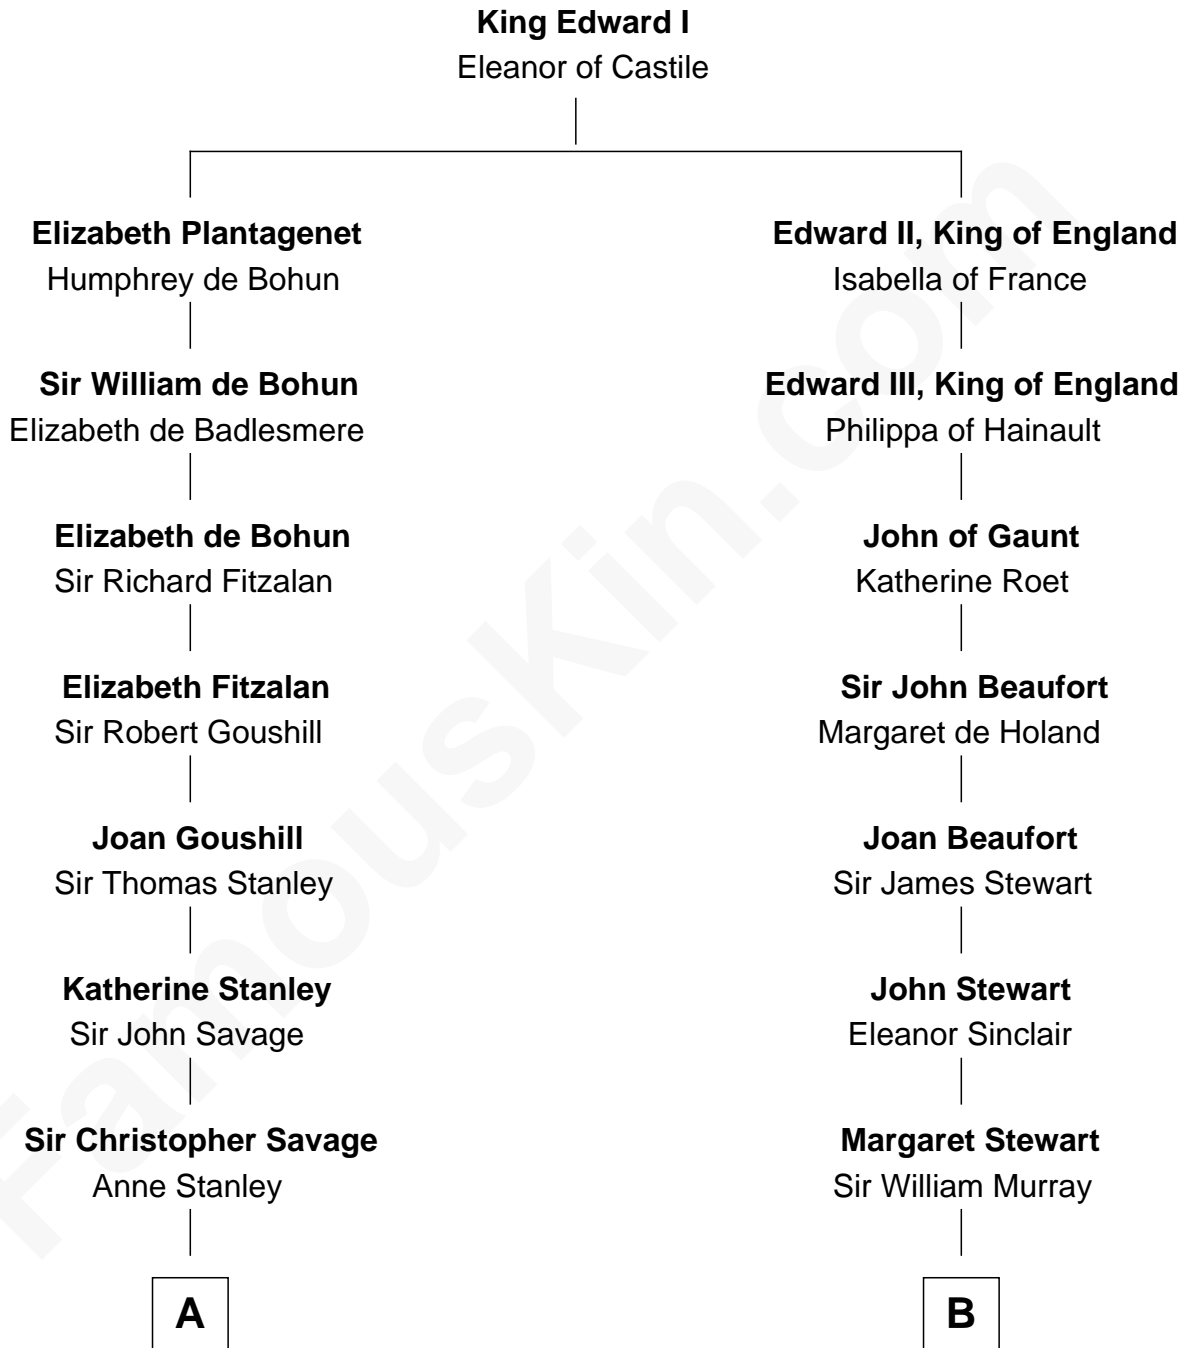 King Edward I
Eleanor of Castile
Elizabeth Plantagenet
Humphrey de Bohun
Edward II, King of England
Isabella of France
Sir William de Bohun
Elizabeth de Badlesmere
Edward III, King of England
Philippa of Hainault
Elizabeth de Bohun
Sir Richard Fitzalan
John of Gaunt
Katherine Roet
Elizabeth Fitzalan
Sir Robert Goushill
Sir John Beaufort
Margaret de Holand
Joan Goushill
Sir Thomas Stanley
Joan Beaufort
Sir James Stewart
Katherine Stanley
Sir John Savage
John Stewart
Eleanor Sinclair
Sir Christopher Savage
Anne Stanley
Margaret Stewart
Sir William Murray
A
B
FamousKin.com